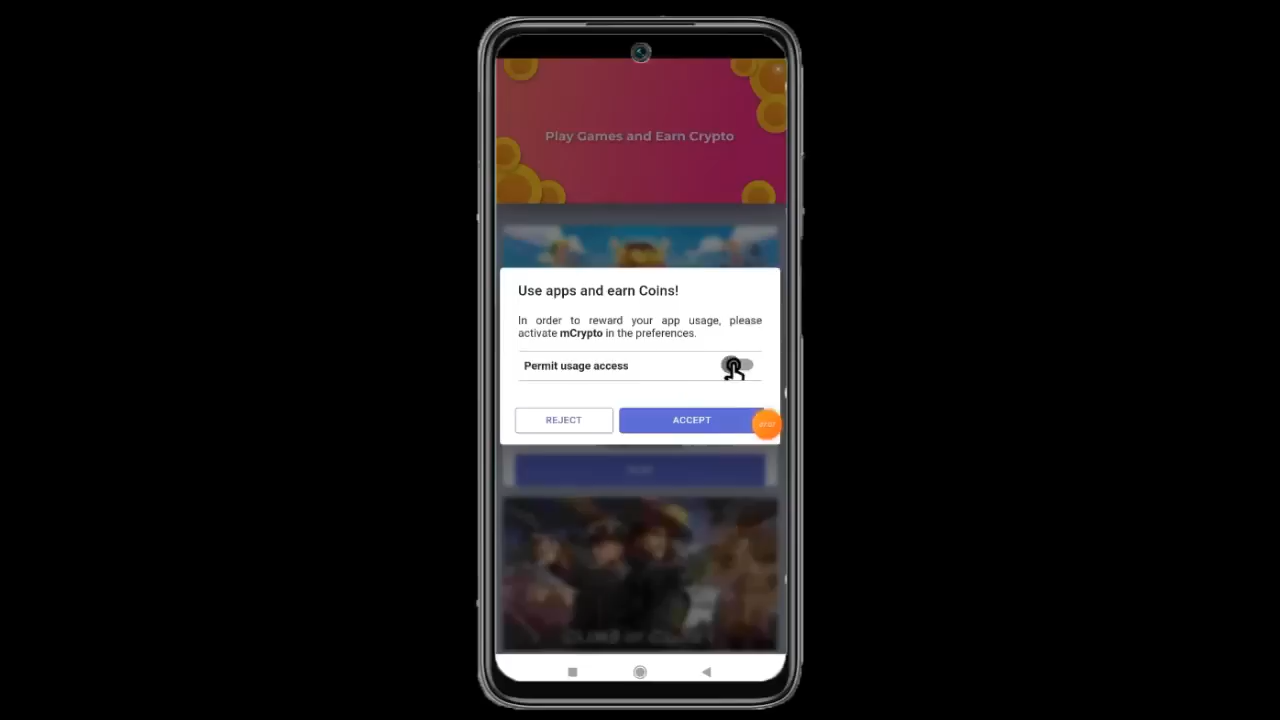 Play Games and Earn Crypto
Use apps and earn Coins!
In order to reward your app usage, please
activate mCrypto in the preferences.
Permit usage access
REJECT
ACCEPT